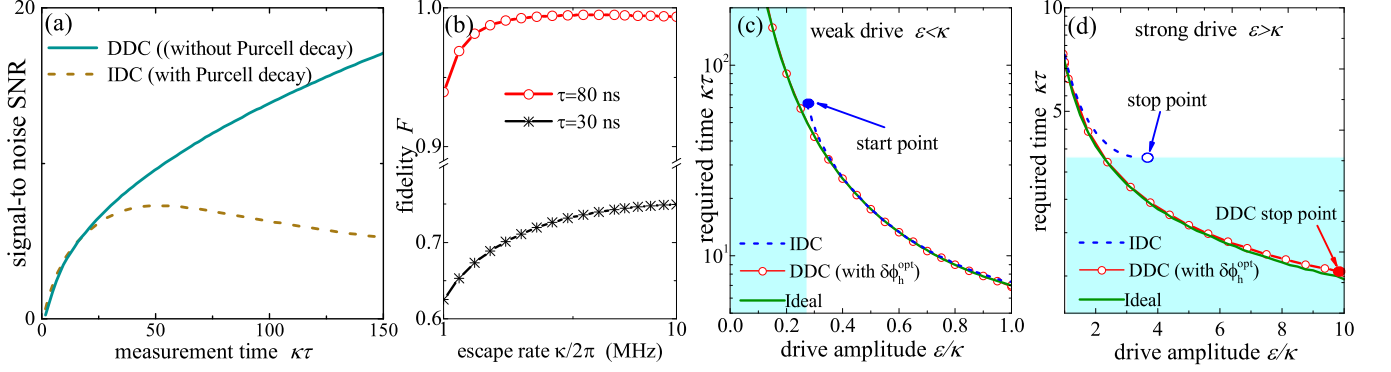 (a)
20
signal-to noise SNR
0
DDC ((without Purcell decay)
IDC (with Purcell decay)
0 50 100 150
measurement time κτ
(b)
1.0
0.9
0.7
0.6
fidelity F
τ=80 ns
τ=30 ns
1 10
escape rate κ/2π (MHz)
(c)
weak drive ε<κ
10²
10¹
required time κτ
start point
IDC
DDC (with δϕₕᵒᵖᵗ)
Ideal
0.0 0.2 0.4 0.6 0.8 1.0
drive amplitude ε/κ
(d)
strong drive ε>κ
10
5
required time κτ
stop point
DDC stop point
IDC
DDC (with δϕₕᵒᵖᵗ)
Ideal
2 4 6 8 10
drive amplitude ε/κ